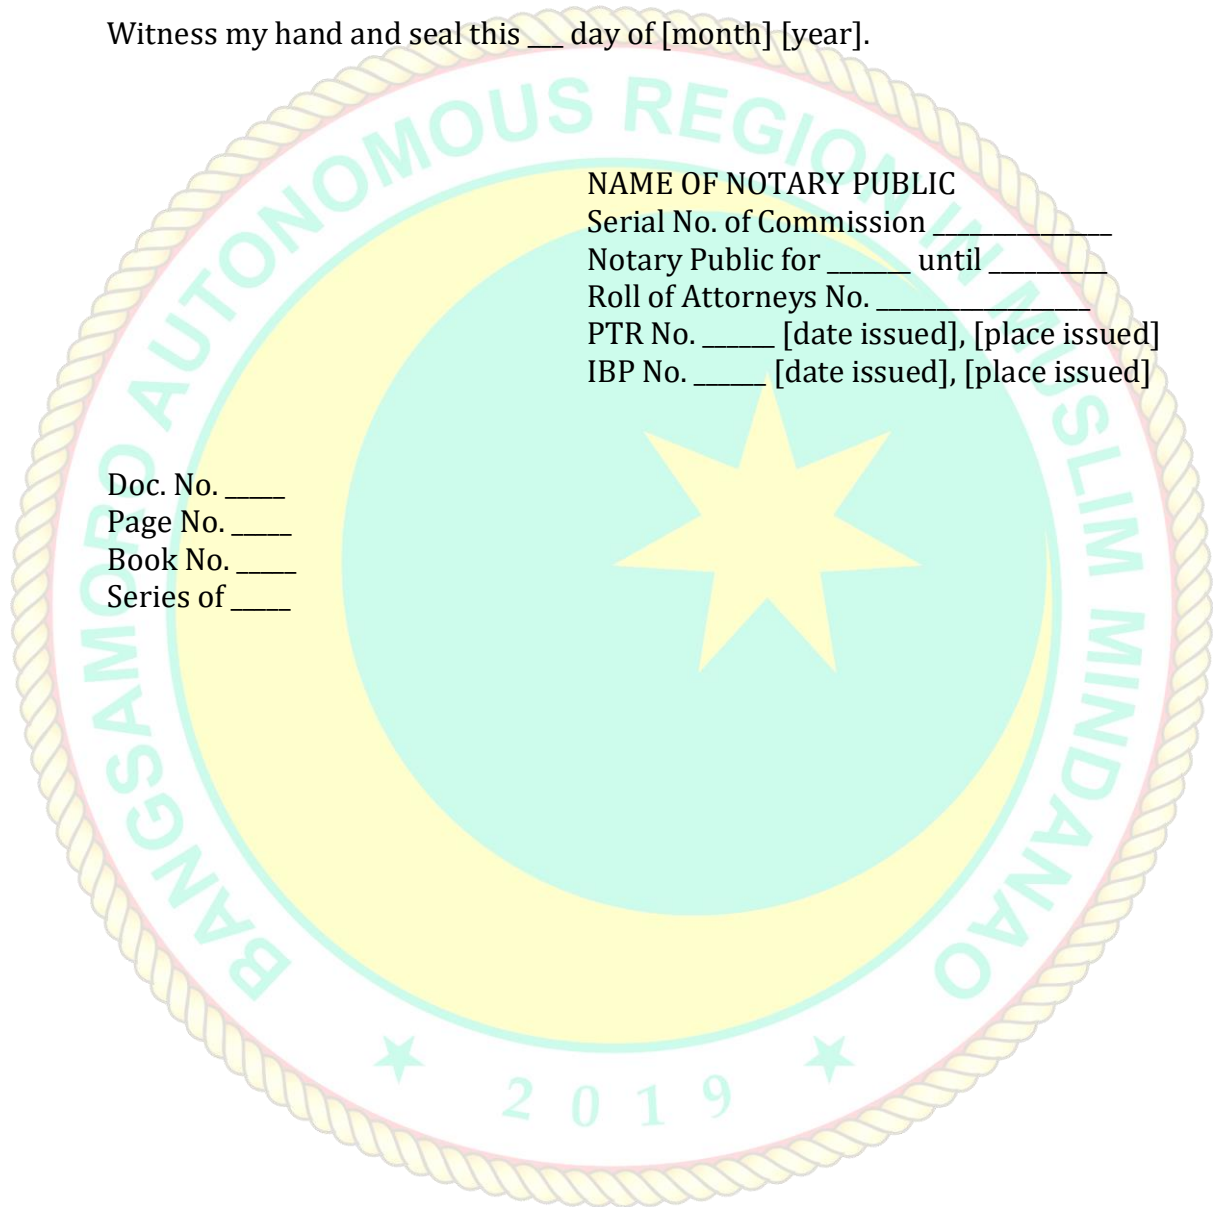 Witness my hand and seal this ___ day of [month] [year].
NAME OF NOTARY PUBLIC
Serial No. of Commission _______________
Notary Public for _______ until __________
Roll of Attorneys No. __________________
PTR No. ______ [date issued], [place issued]
IBP No. ______ [date issued], [place issued]
Doc. No. _____
Page No. _____
Book No. _____
Series of _____
BANGSAMORO AUTONOMOUS REGION IN MUSLIM MINDANAO
2019